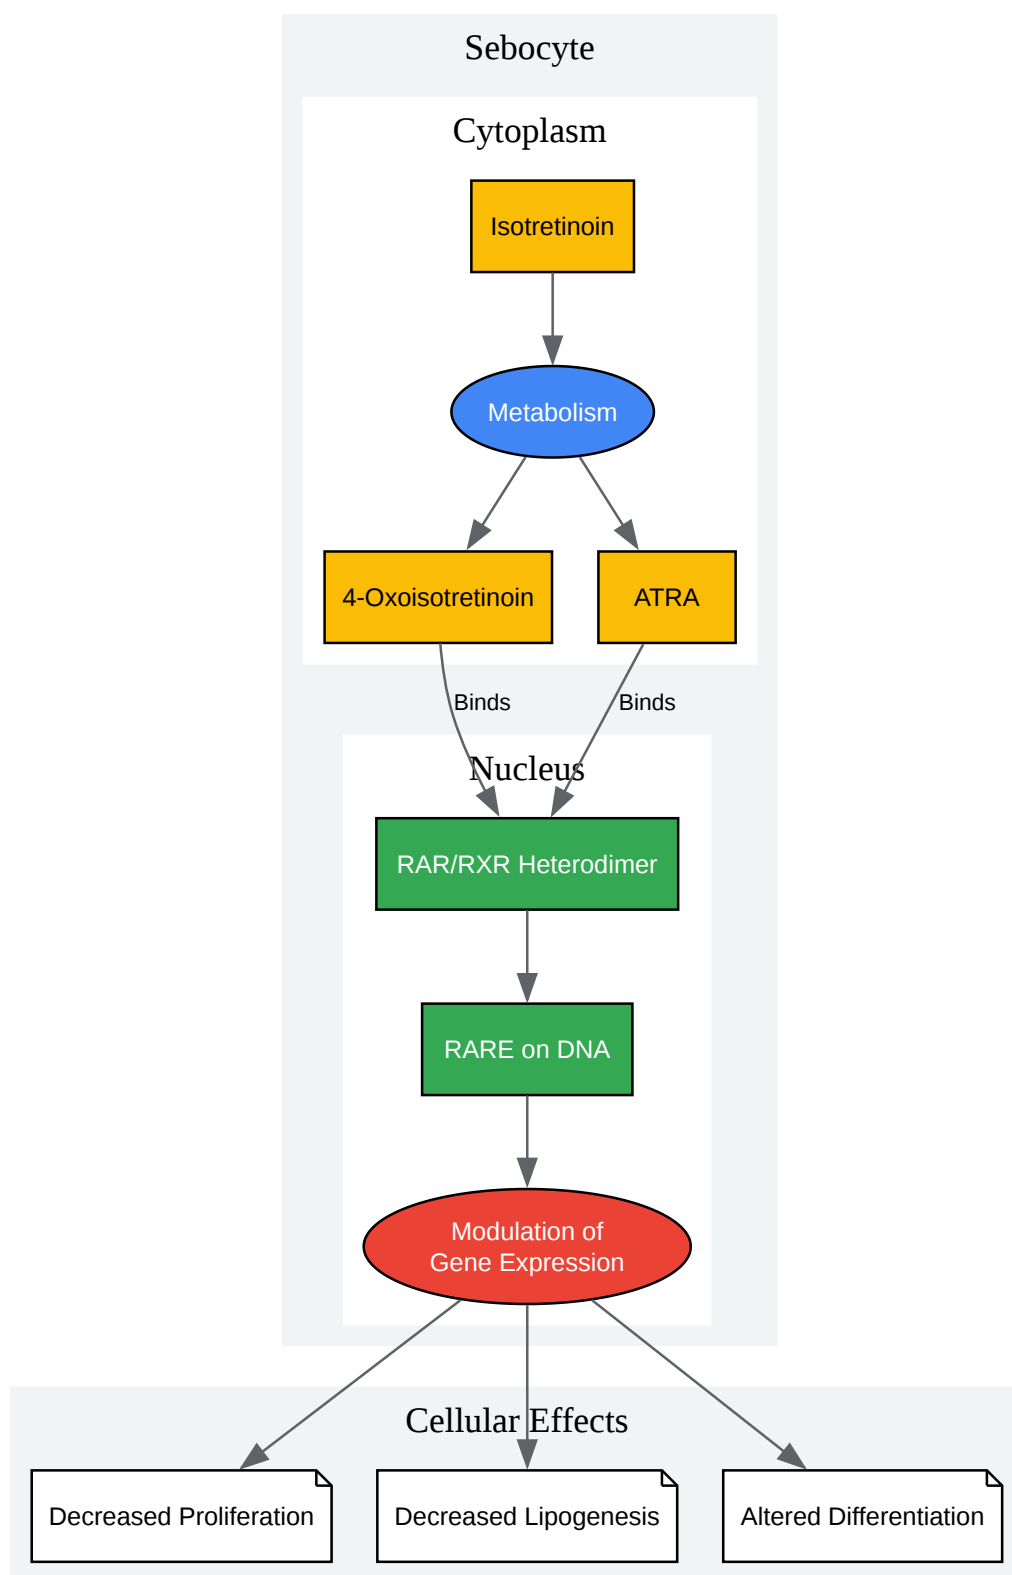 Sebocyte
Cytoplasm
Isotretinoin
Metabolism
4-Oxoisotretinoin
ATRA
Binds
Binds
Nucleus
RAR/RXR Heterodimer
RARE on DNA
Modulation of
Gene Expression
Cellular Effects
Decreased Proliferation
Decreased Lipogenesis
Altered Differentiation